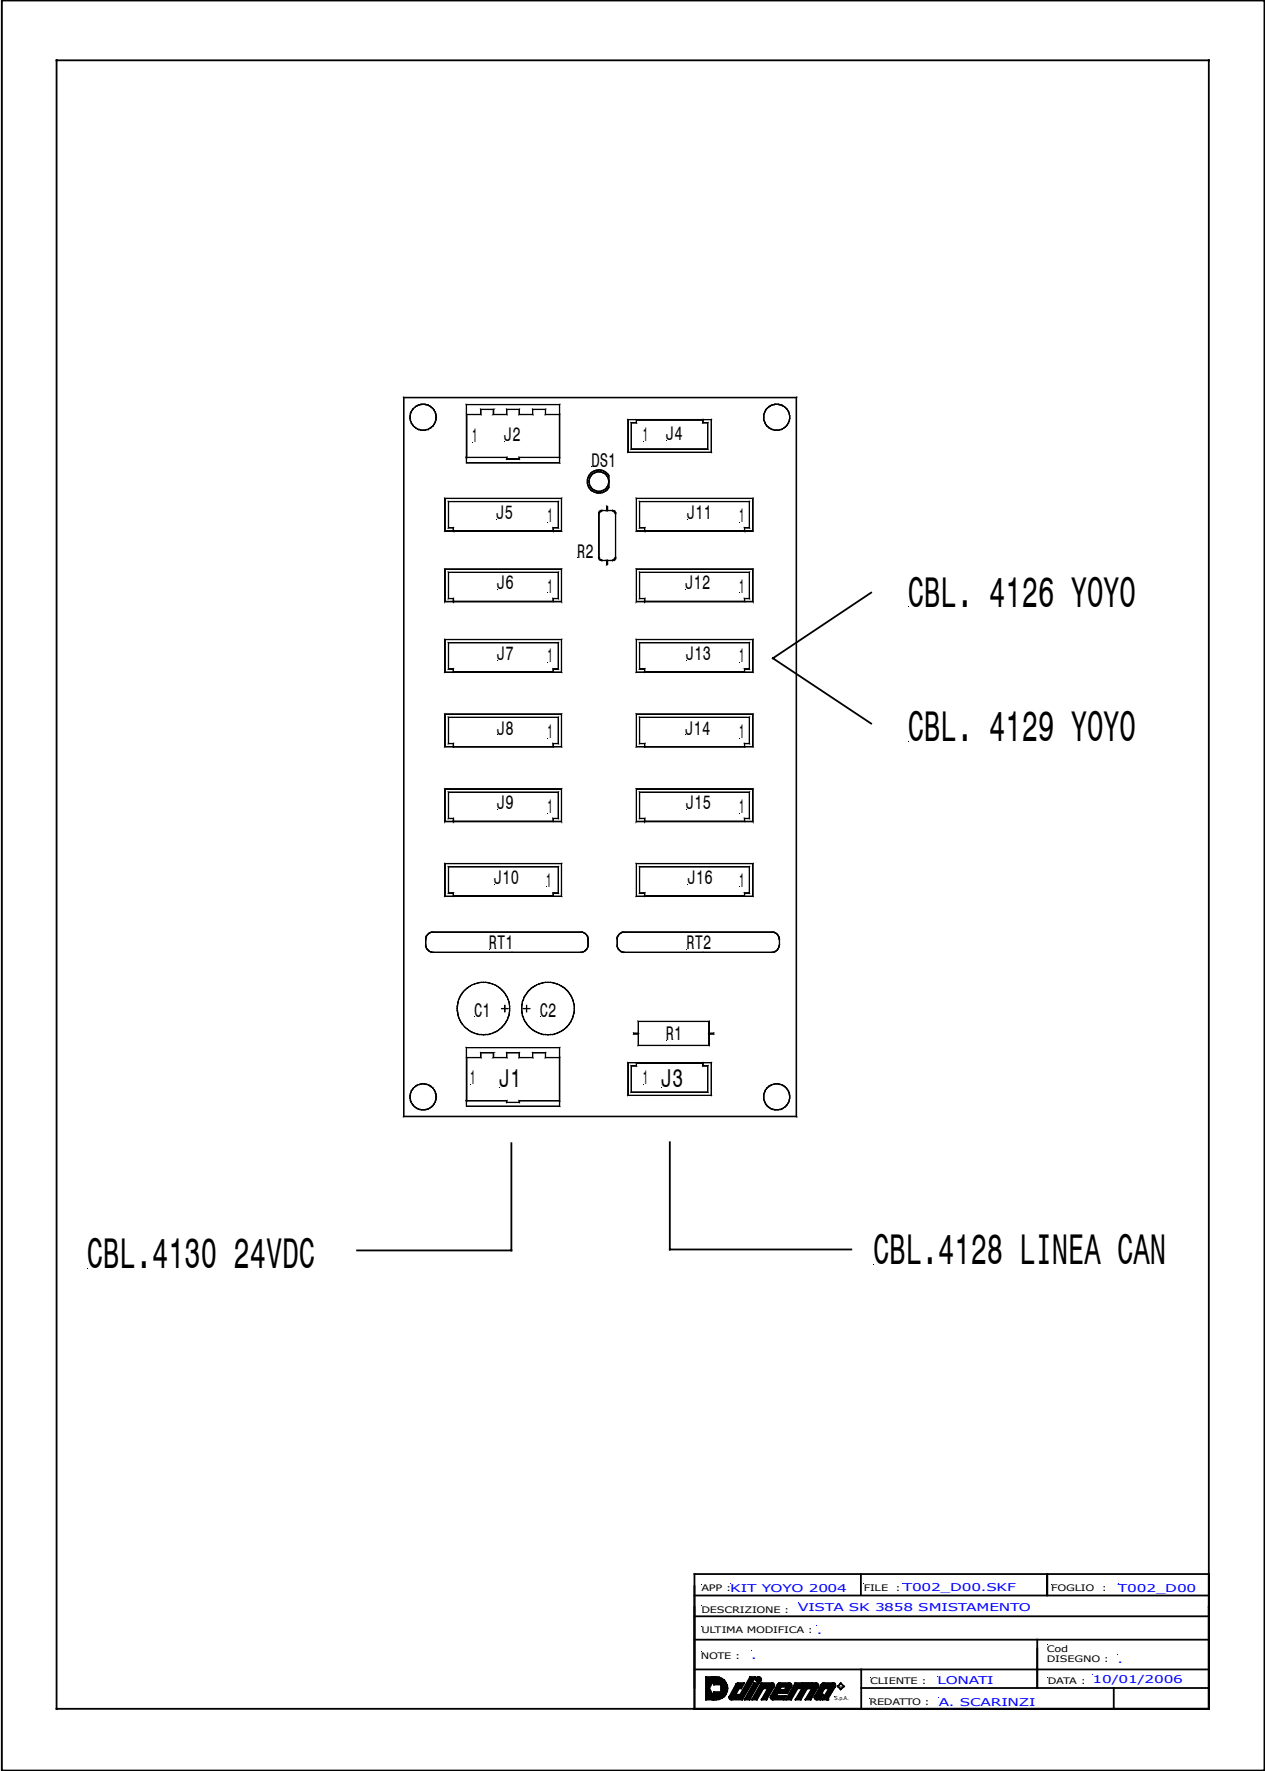 1 J2
1 J4
DS1
J5 1
J11 1
R2
J6 1
J12 1
CBL. 4126 YOYO
J7 1
J13 1
CBL. 4129 YOYO
J8 1
J14 1
J9 1
J15 1
J10 1
J16 1
RT1
RT2
C1 +
+ C2
R1
1 J1
1 J3
CBL.4130 24VDC
CBL.4128 LINEA CAN
APP : KIT YOYO 2004 FILE : T002_D00.SKF FOGLIO : T002_D00
DESCRIZIONE : VISTA SK 3858 SMISTAMENTO
ULTIMA MODIFICA : .
NOTE : . Cod
DISEGNO : .
dinema S.p.A.
CLIENTE : LONATI DATA : 10/01/2006
REDATTO : A. SCARINZI